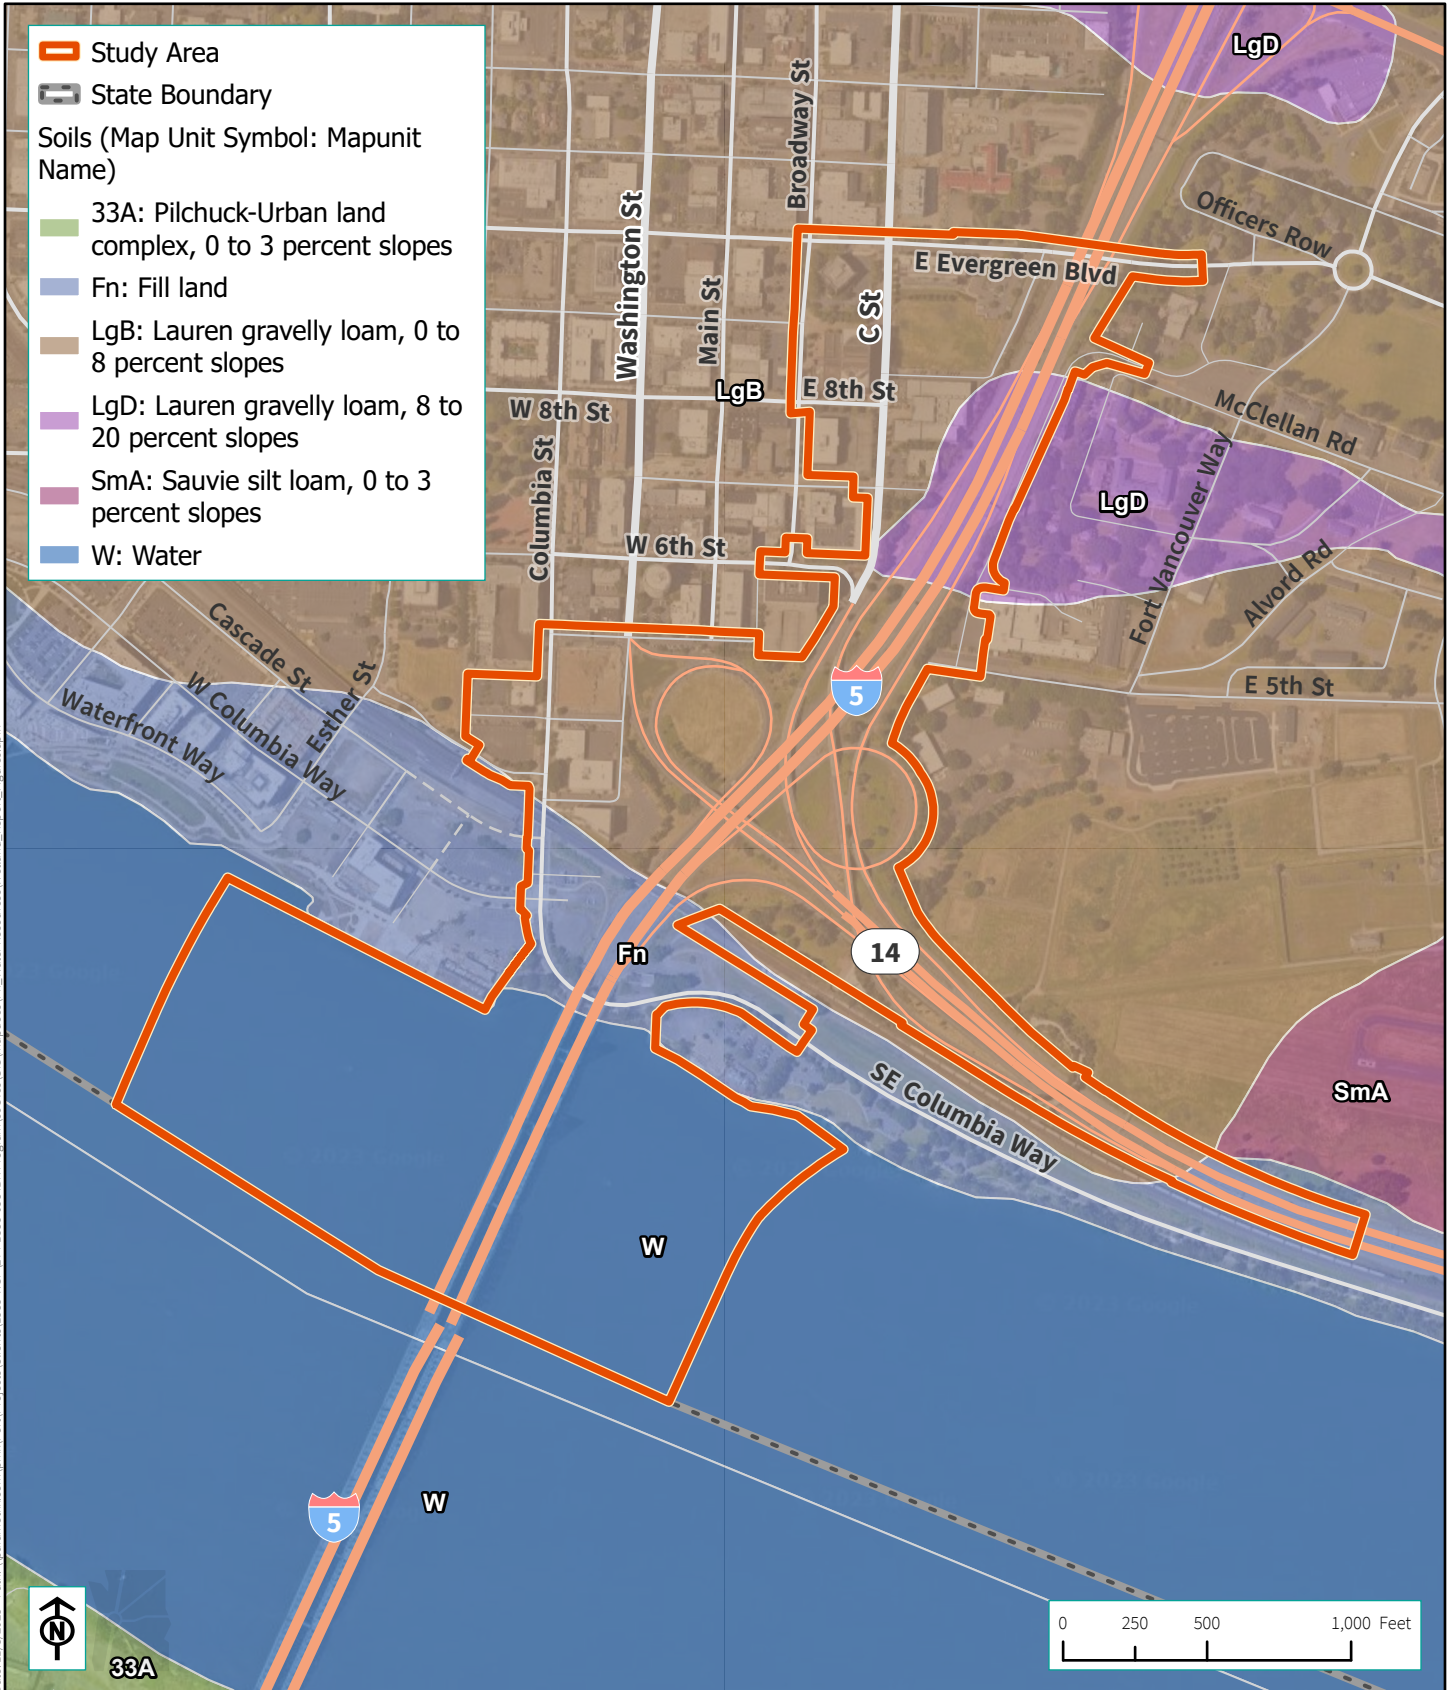 Study Area
State Boundary
Soils (Map Unit Symbol: Mapunit
Name)
33A: Pilchuck-Urban land
complex, 0 to 3 percent slopes
Fn: Fill land
LgB: Lauren gravelly loam, 0 to
8 percent slopes
LgD: Lauren gravelly loam, 8 to
20 percent slopes
SmA: Sauvie silt loam, 0 to 3
percent slopes
W: Water
LgD
Broadway St
Officers Row
Washington St
E Evergreen Blvd
Main St
C St
LgB
E 8th St
W 8th St
McClellan Rd
Columbia St
LgD
Fort Vancouver Way
W 6th St
Alvord Rd
Cascade St
E 5th St
5
W Columbia Way
Esther St
Waterfront Way
Fn
14
SE Columbia Way
SmA
W
W
5
33A
N
0 250 500 1,000 Feet